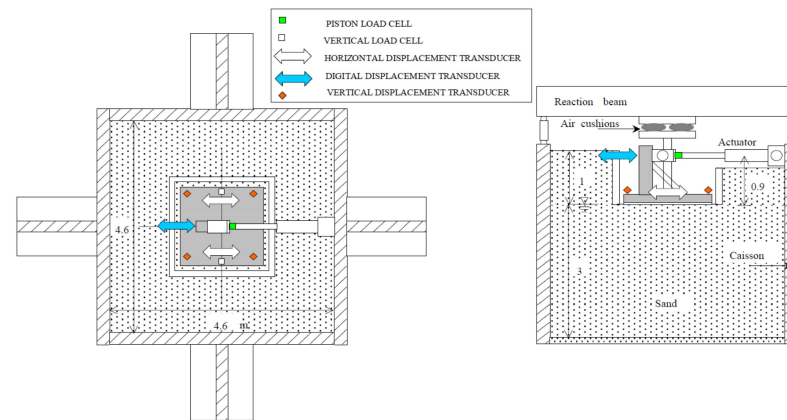 PISTON LOAD CELL
VERTICAL LOAD CELL
HORIZONTAL DISPLACEMENT TRANSDUCER
DIGITAL DISPLACEMENT TRANSDUCER
VERTICAL DISPLACEMENT TRANSDUCER
4.6
4.6 m
Reaction beam
Air cushions
Actuator
1
0.9
3
Caisson
Sand